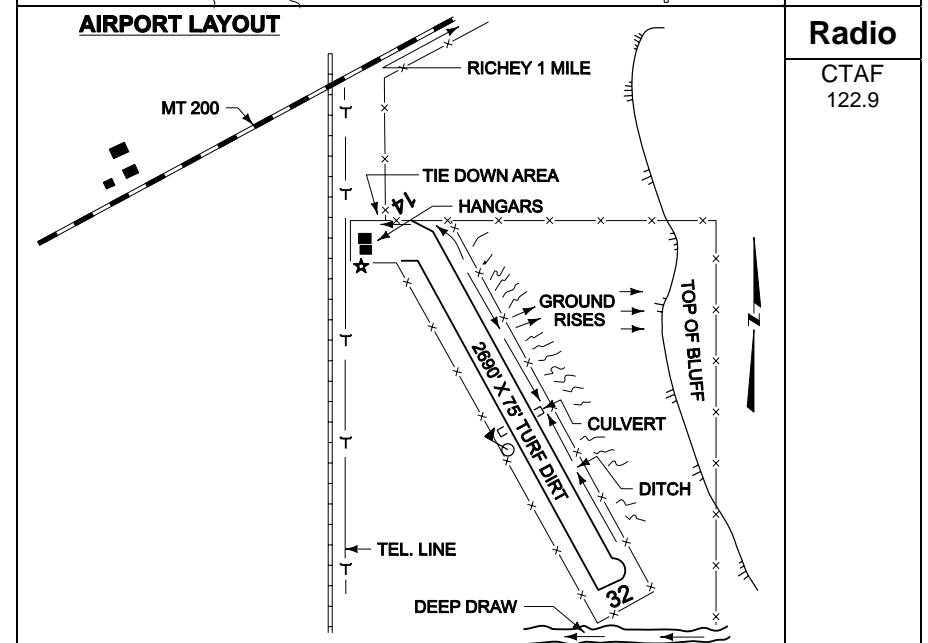 AIRPORT LAYOUT
Radio
CTAF
122.9
RICHEY 1 MILE
MT 200
TIE DOWN AREA
14
HANGARS
GROUND
RISES
TOP OF BLUFF
N
2690' X 75' TURF DIRT
CULVERT
DITCH
TEL. LINE
32
DEEP DRAW